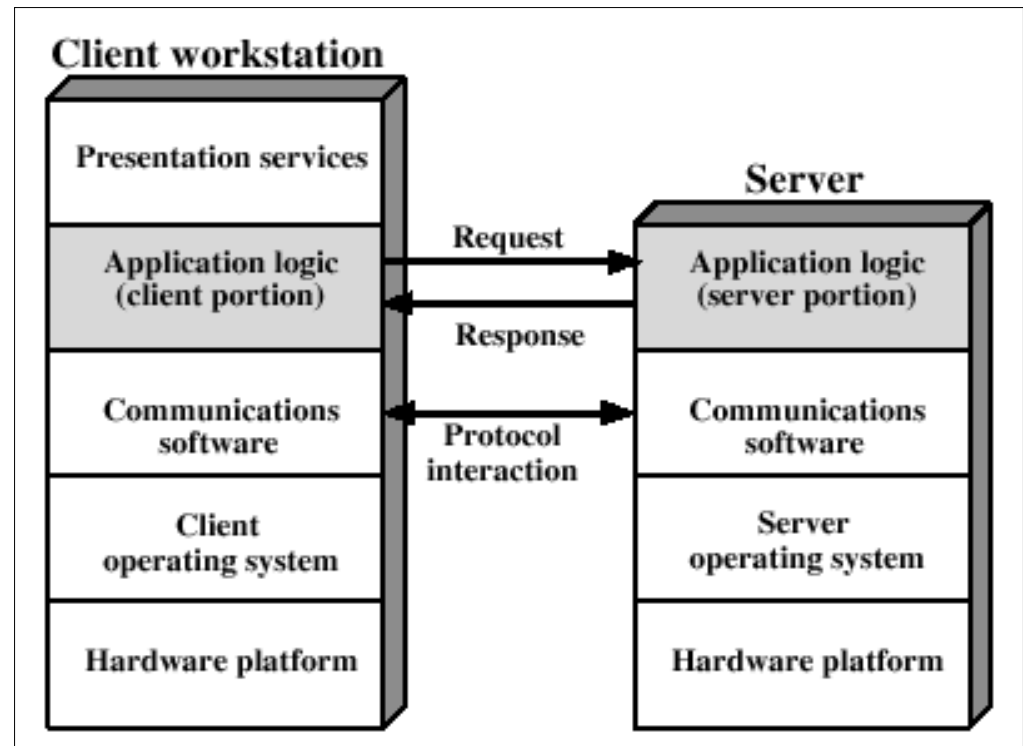 Client workstation
Presentation services
Application logic
(client portion)
Communications
software
Client
operating system
Hardware platform
Request
Response
Protocol
interaction
Server
Application logic
(server portion)
Communications
software
Server
operating system
Hardware platform